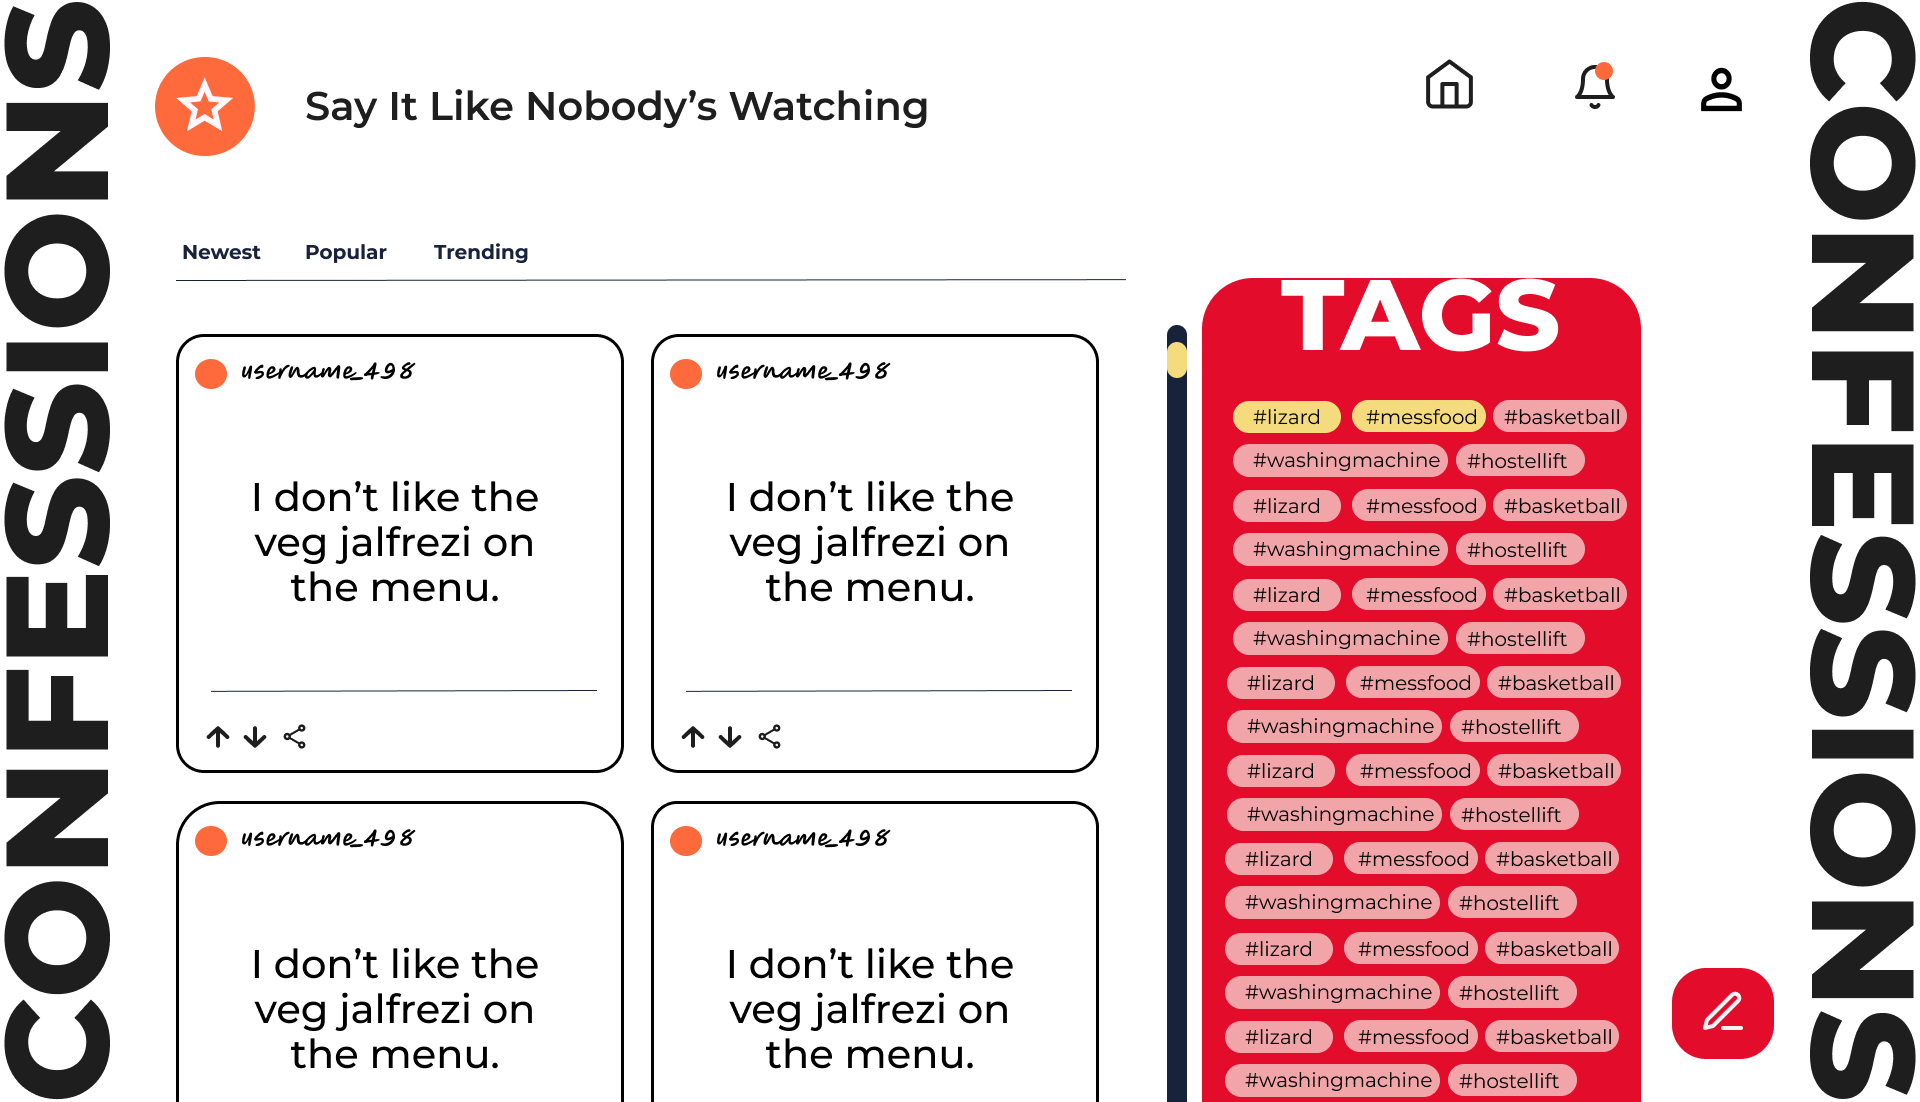 CONFESSIONS
Say It Like Nobody’s Watching
Newest Popular Trending
username_498
I don’t like the
veg jalfrezi on
the menu.
username_498
I don’t like the
veg jalfrezi on
the menu.
username_498
I don’t like the
veg jalfrezi on
the menu.
username_498
I don’t like the
veg jalfrezi on
the menu.
TAGS
#lizard #messfood #basketball
#washingmachine #hostellift
#lizard #messfood #basketball
#washingmachine #hostellift
#lizard #messfood #basketball
#washingmachine #hostellift
#lizard #messfood #basketball
#washingmachine #hostellift
#lizard #messfood #basketball
#washingmachine #hostellift
#lizard #messfood #basketball
#washingmachine #hostellift
#lizard #messfood #basketball
#washingmachine #hostellift
#lizard #messfood #basketball
#washingmachine #hostellift
CONFESSIONS